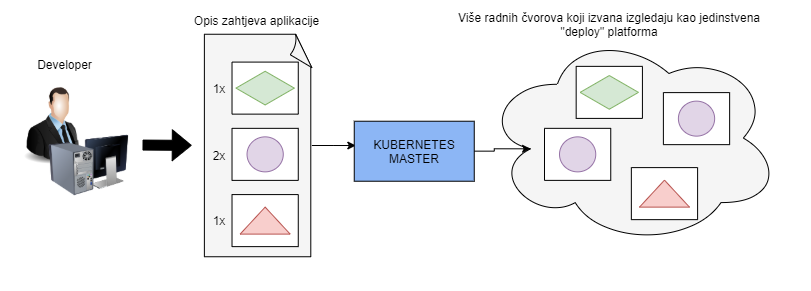 Opis zahtjeva aplikacije
Više radnih čvorova koji izvana izgledaju kao jedinstvena
"deploy" platforma
Developer
1x
2x
1x
KUBERNETES
MASTER